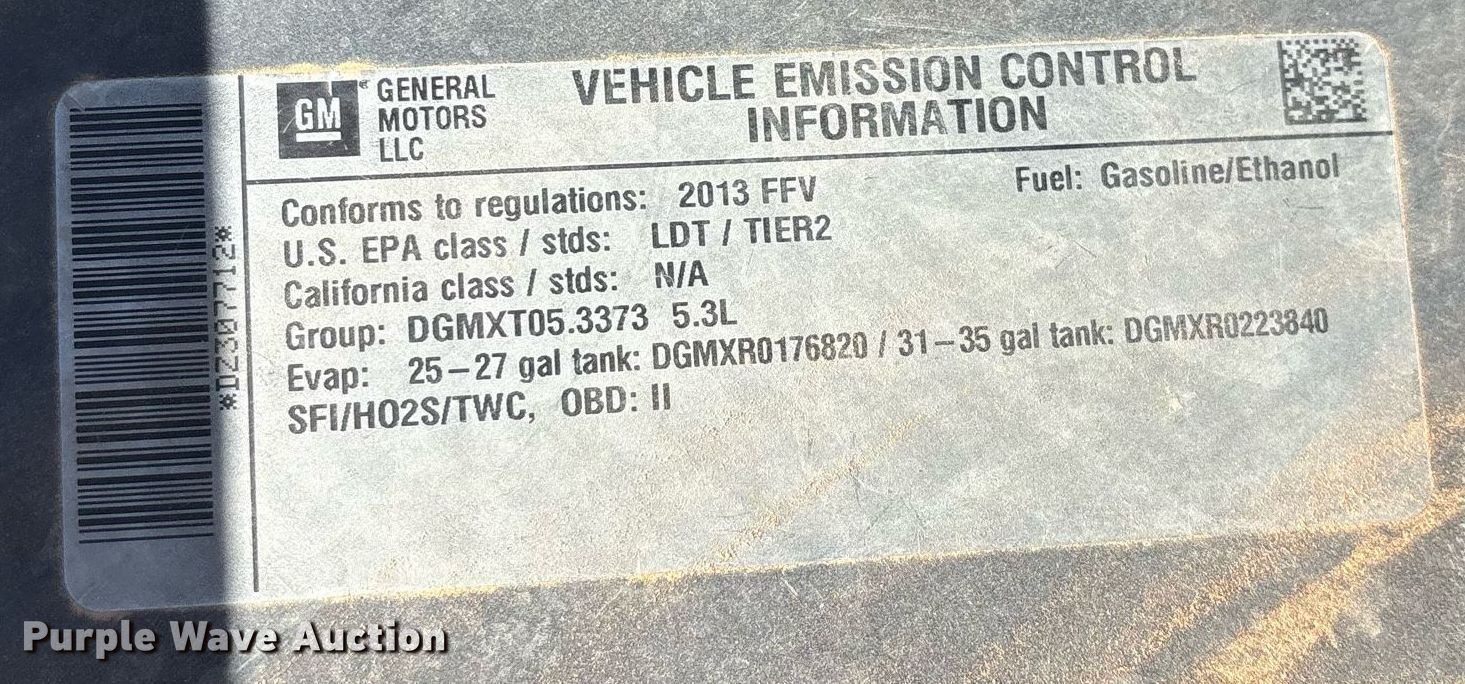 GM
GENERAL
MOTORS
LLC
VEHICLE EMISSION CONTROL
INFORMATION
Conforms to regulations: 2013 FFV
Fuel: Gasoline/Ethanol
U.S. EPA class / stds: LDT / TIER2
California class / stds: N/A
Group: DGMXT05.3373 5.3L
Evap: 25–27 gal tank: DGMXR0176820 / 31–35 gal tank: DGMXR0223840
SFI/HO2S/TWC, OBD: II
*DZ307712*
Purple Wave Auction